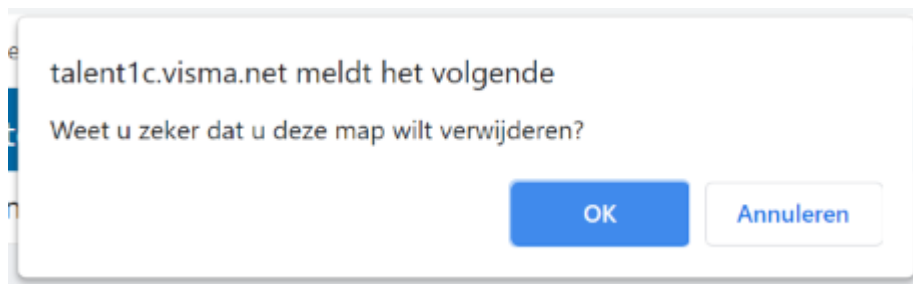 talent1c.visma.net meldt het volgende
Weet u zeker dat u deze map wilt verwijderen?
OK
Annuleren